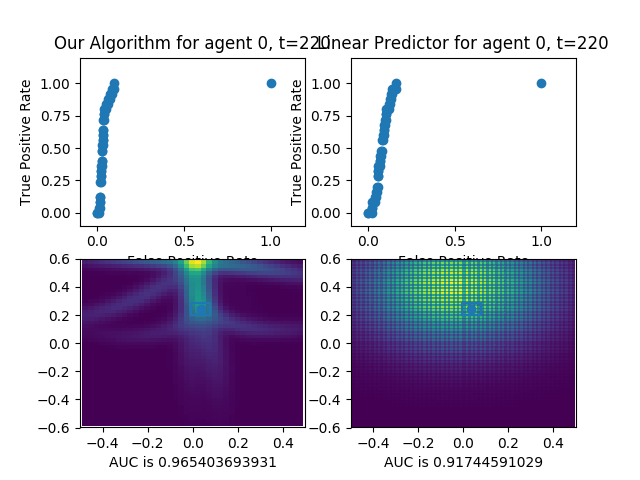 Our Algorithm for agent 0, t=220
Linear Predictor for agent 0, t=220
True Positive Rate
1.00
0.75
0.50
0.25
0.00
0.0 0.5 1.0
False Positive Rate
True Positive Rate
1.00
0.75
0.50
0.25
0.00
0.0 0.5 1.0
False Positive Rate
0.6
0.4
0.2
0.0
−0.2
−0.4
−0.6
−0.4 −0.2 0.0 0.2 0.4
AUC is 0.965403693931
0.6
0.4
0.2
0.0
−0.2
−0.4
−0.6
−0.4 −0.2 0.0 0.2 0.4
AUC is 0.91744591029